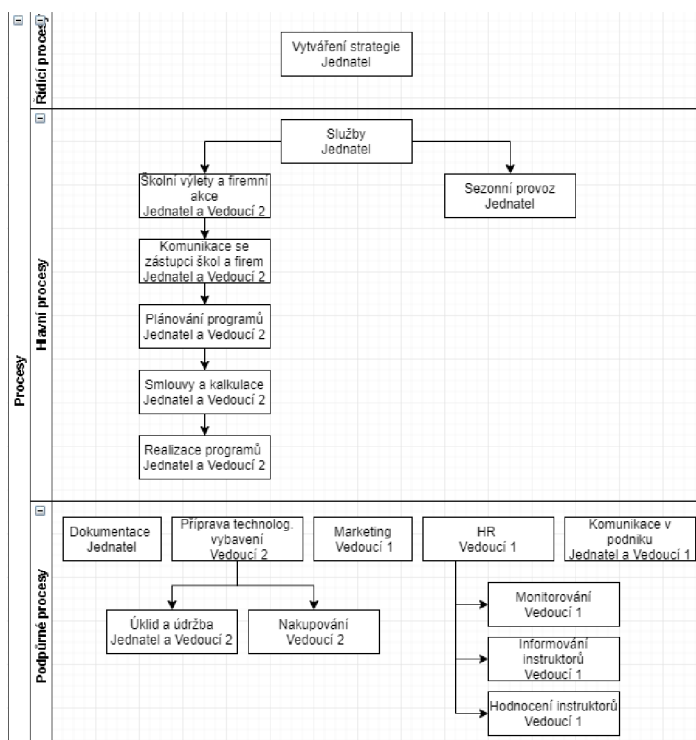 Procesy
Řídící procesy
Vytváření strategie
Jednatel
Hlavní procesy
Služby
Jednatel
Školní výlety a firemní
akce
Jednatel a Vedoucí 2
Sezonní provoz
Jednatel
Komunikace se
zástupci škol a firem
Jednatel a Vedoucí 2
Plánování programů
Jednatel a Vedoucí 2
Smlouvy a kalkulace
Jednatel a Vedoucí 2
Realizace programů
Jednatel a Vedoucí 2
Podpůrné procesy
Dokumentace
Jednatel
Příprava technolog.
vybavení
Vedoucí 2
Marketing
Vedoucí 1
HR
Vedoucí 1
Komunikace v
podniku
Jednatel a Vedoucí 1
Úklid a údržba
Jednatel a Vedoucí 2
Nakupování
Vedoucí 2
Monitorování
Vedoucí 1
Informování
instruktorů
Vedoucí 1
Hodnocení instruktorů
Vedoucí 1